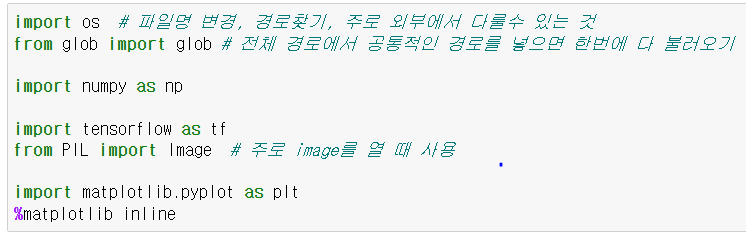 import os  # 파일명 변경, 경로찾기, 주로 외부에서 다룰수 있는 것
from glob import glob # 전체 경로에서 공통적인 경로를 넣으면 한번에 다 불러오기
import numpy as np
import tensorflow as tf
from PIL import Image  # 주로 image를 열 때 사용
import matplotlib.pyplot as plt
%matplotlib inline